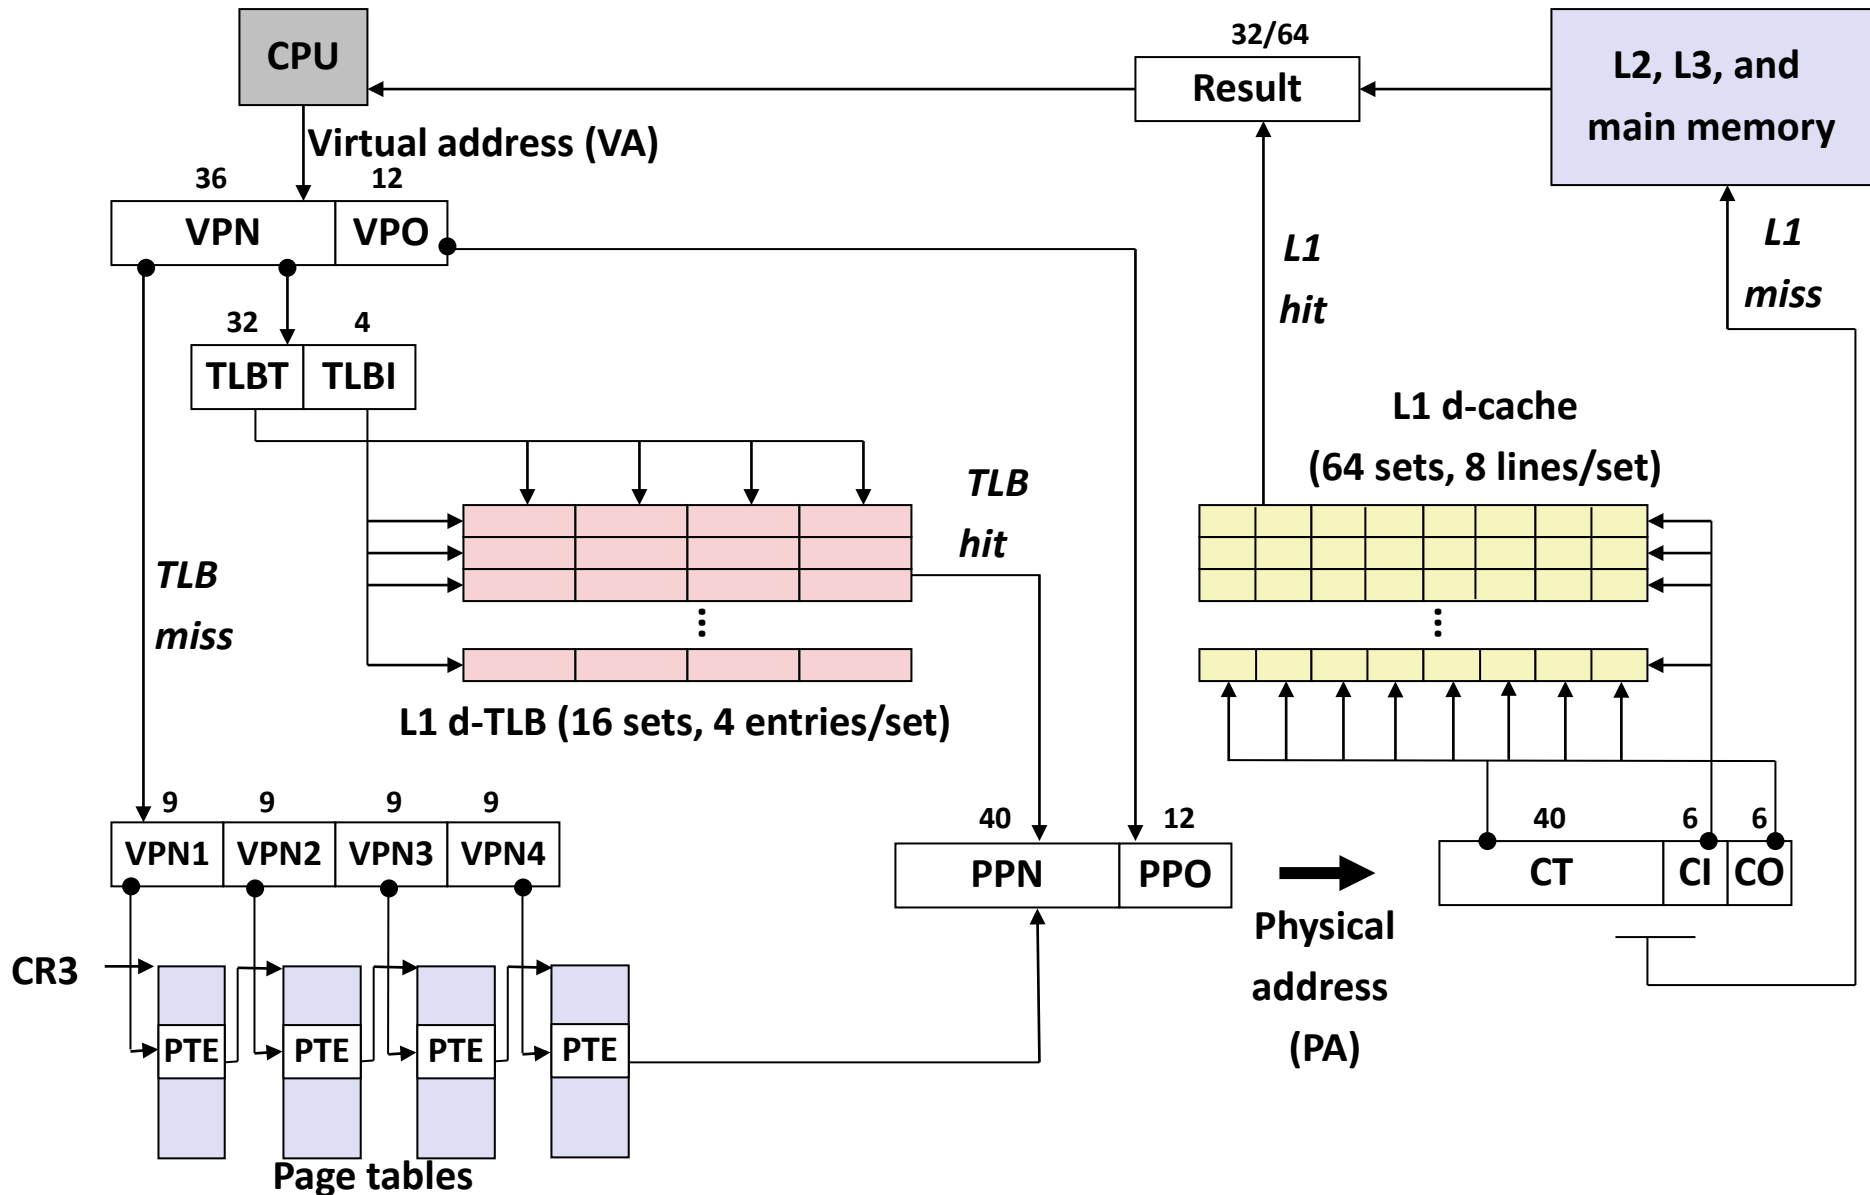 CPU
32/64
Result
L2, L3, and
main memory
Virtual address (VA)
36
12
VPN
VPO
L1
hit
L1
miss
32
4
TLBT
TLBI
L1 d-cache
(64 sets, 8 lines/set)
TLB
hit
TLB
miss
...
...
L1 d-TLB (16 sets, 4 entries/set)
9
9
9
9
VPN1
VPN2
VPN3
VPN4
40
12
PPN
PPO
40
6
6
CT
CI
CO
Physical
address
(PA)
CR3
PTE
PTE
PTE
PTE
Page tables